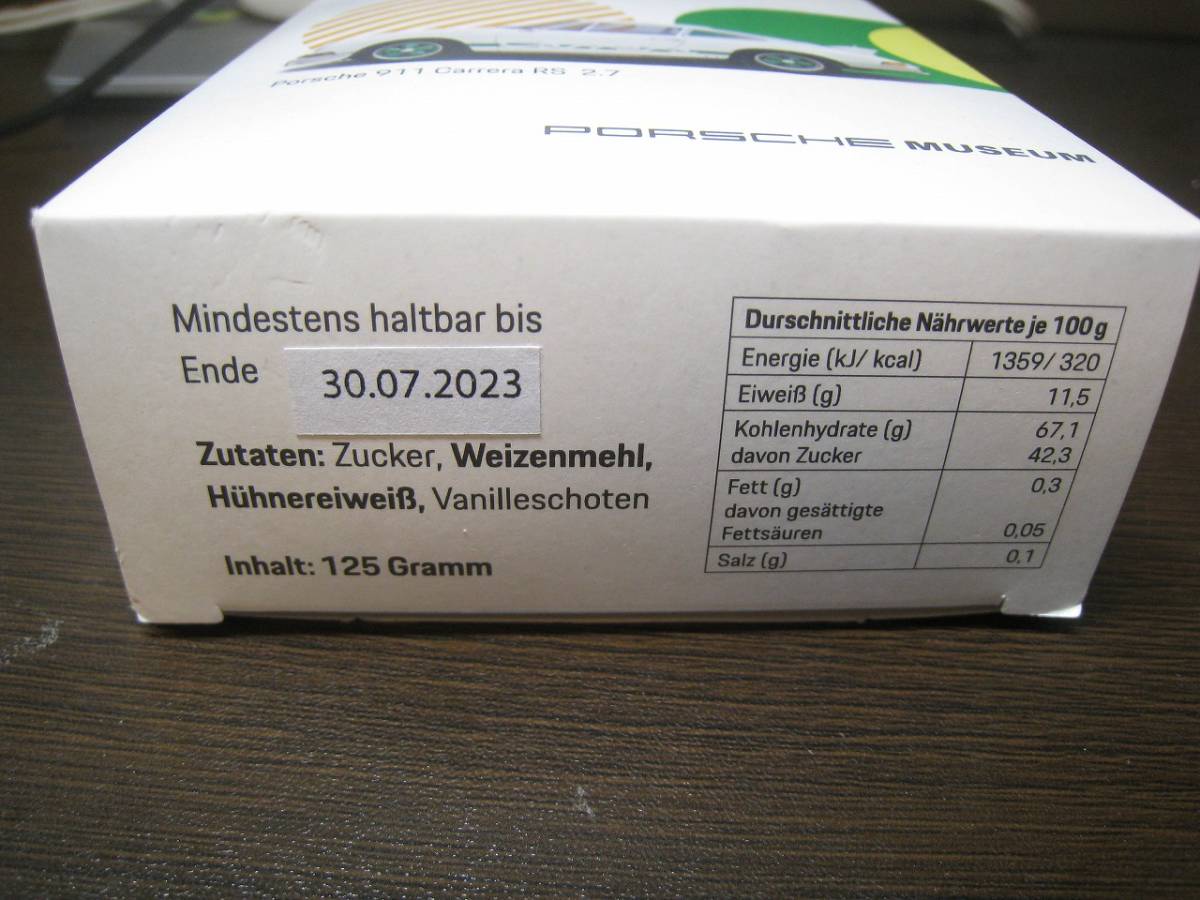 Porsche 911 Carrera RS 2.7
PORSCHE MUSEUM
Mindestens haltbar bis
Ende 30.07.2023
Zutaten: Zucker, Weizenmehl,
Hühnereiweiß, Vanilleschoten
Inhalt: 125 Gramm
Durschnittliche Nährwerte je 100 g
Energie (kJ/ kcal) 1359/ 320
Eiweiß (g) 11,5
Kohlenhydrate (g) 67,1
davon Zucker 42,3
Fett (g) 0,3
davon gesättigte
Fettsäuren 0,05
Salz (g) 0,1